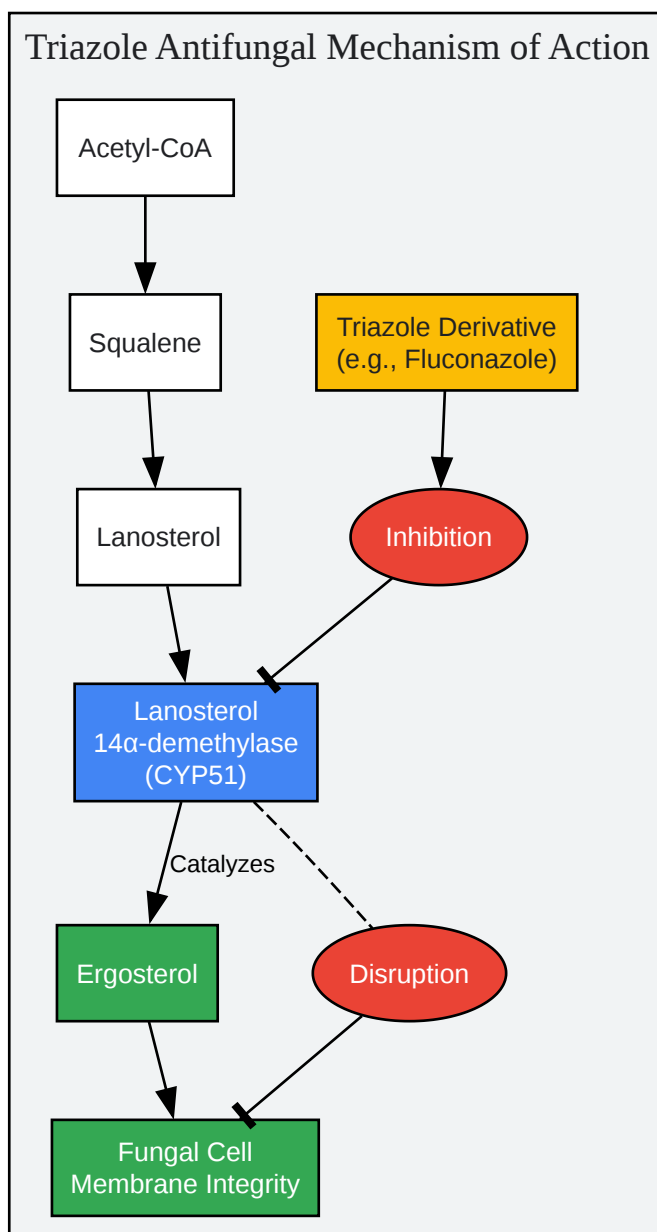 Triazole Antifungal Mechanism of Action
Acetyl-CoA
Squalene
Triazole Derivative
(e.g., Fluconazole)
Lanosterol
Inhibition
Lanosterol
14α-demethylase
(CYP51)
Catalyzes
Ergosterol
Disruption
Fungal Cell
Membrane Integrity